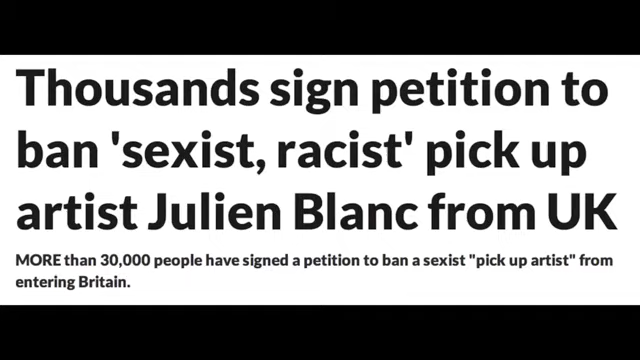 Thousands sign petition to
ban 'sexist, racist' pick up
artist Julien Blanc from UK
MORE than 30,000 people have signed a petition to ban a sexist "pick up artist" from
entering Britain.